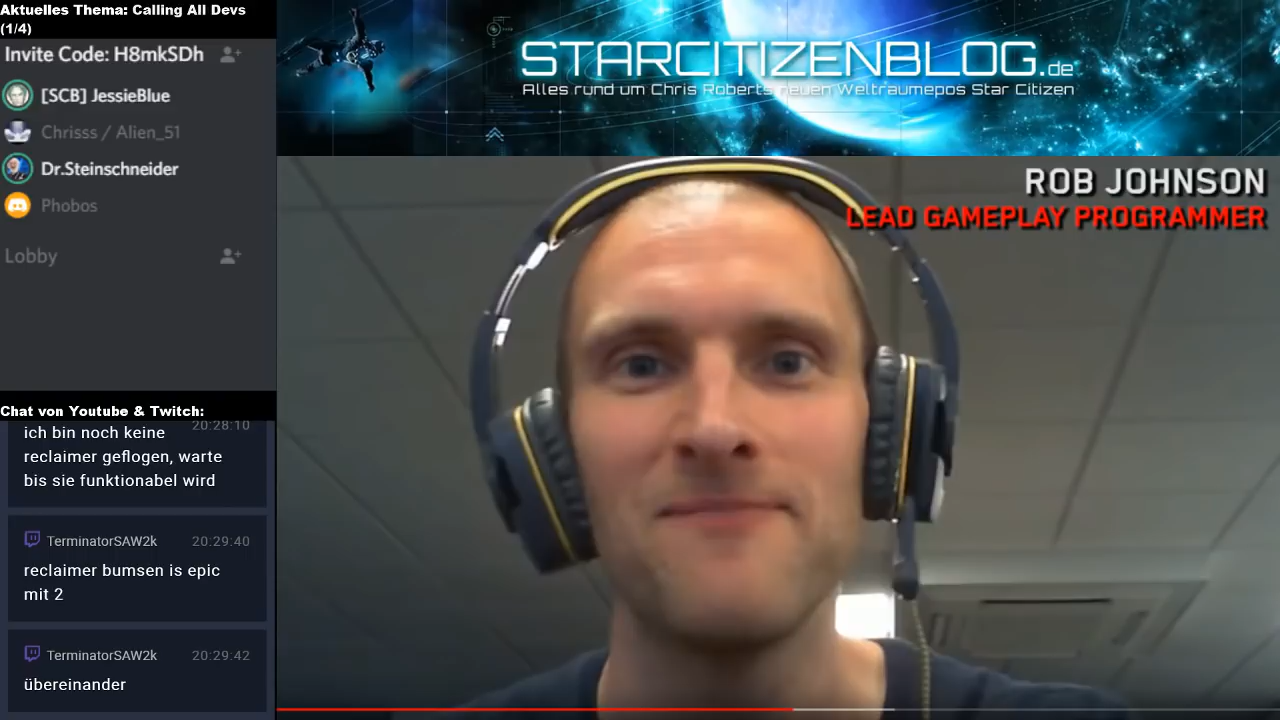 Aktuelles Thema: Calling All Devs
(1/4)
Invite Code: H8mkSDh
[SCB] JessieBlue
Chrisss / Alien_51
Dr.Steinschneider
Phobos
Lobby
Chat von Youtube & Twitch:
20:28:10
ich bin noch keine
reclaimer geflogen, warte
bis sie funktionabel wird
TerminatorSAW2k 20:29:40
reclaimer bumsen is epic
mit 2
TerminatorSAW2k 20:29:42
übereinander
STARCITIZENBLOG.de
Alles rund um Chris Roberts neuen Weltraumepos Star Citizen
ROB JOHNSON
LEAD GAMEPLAY PROGRAMMER